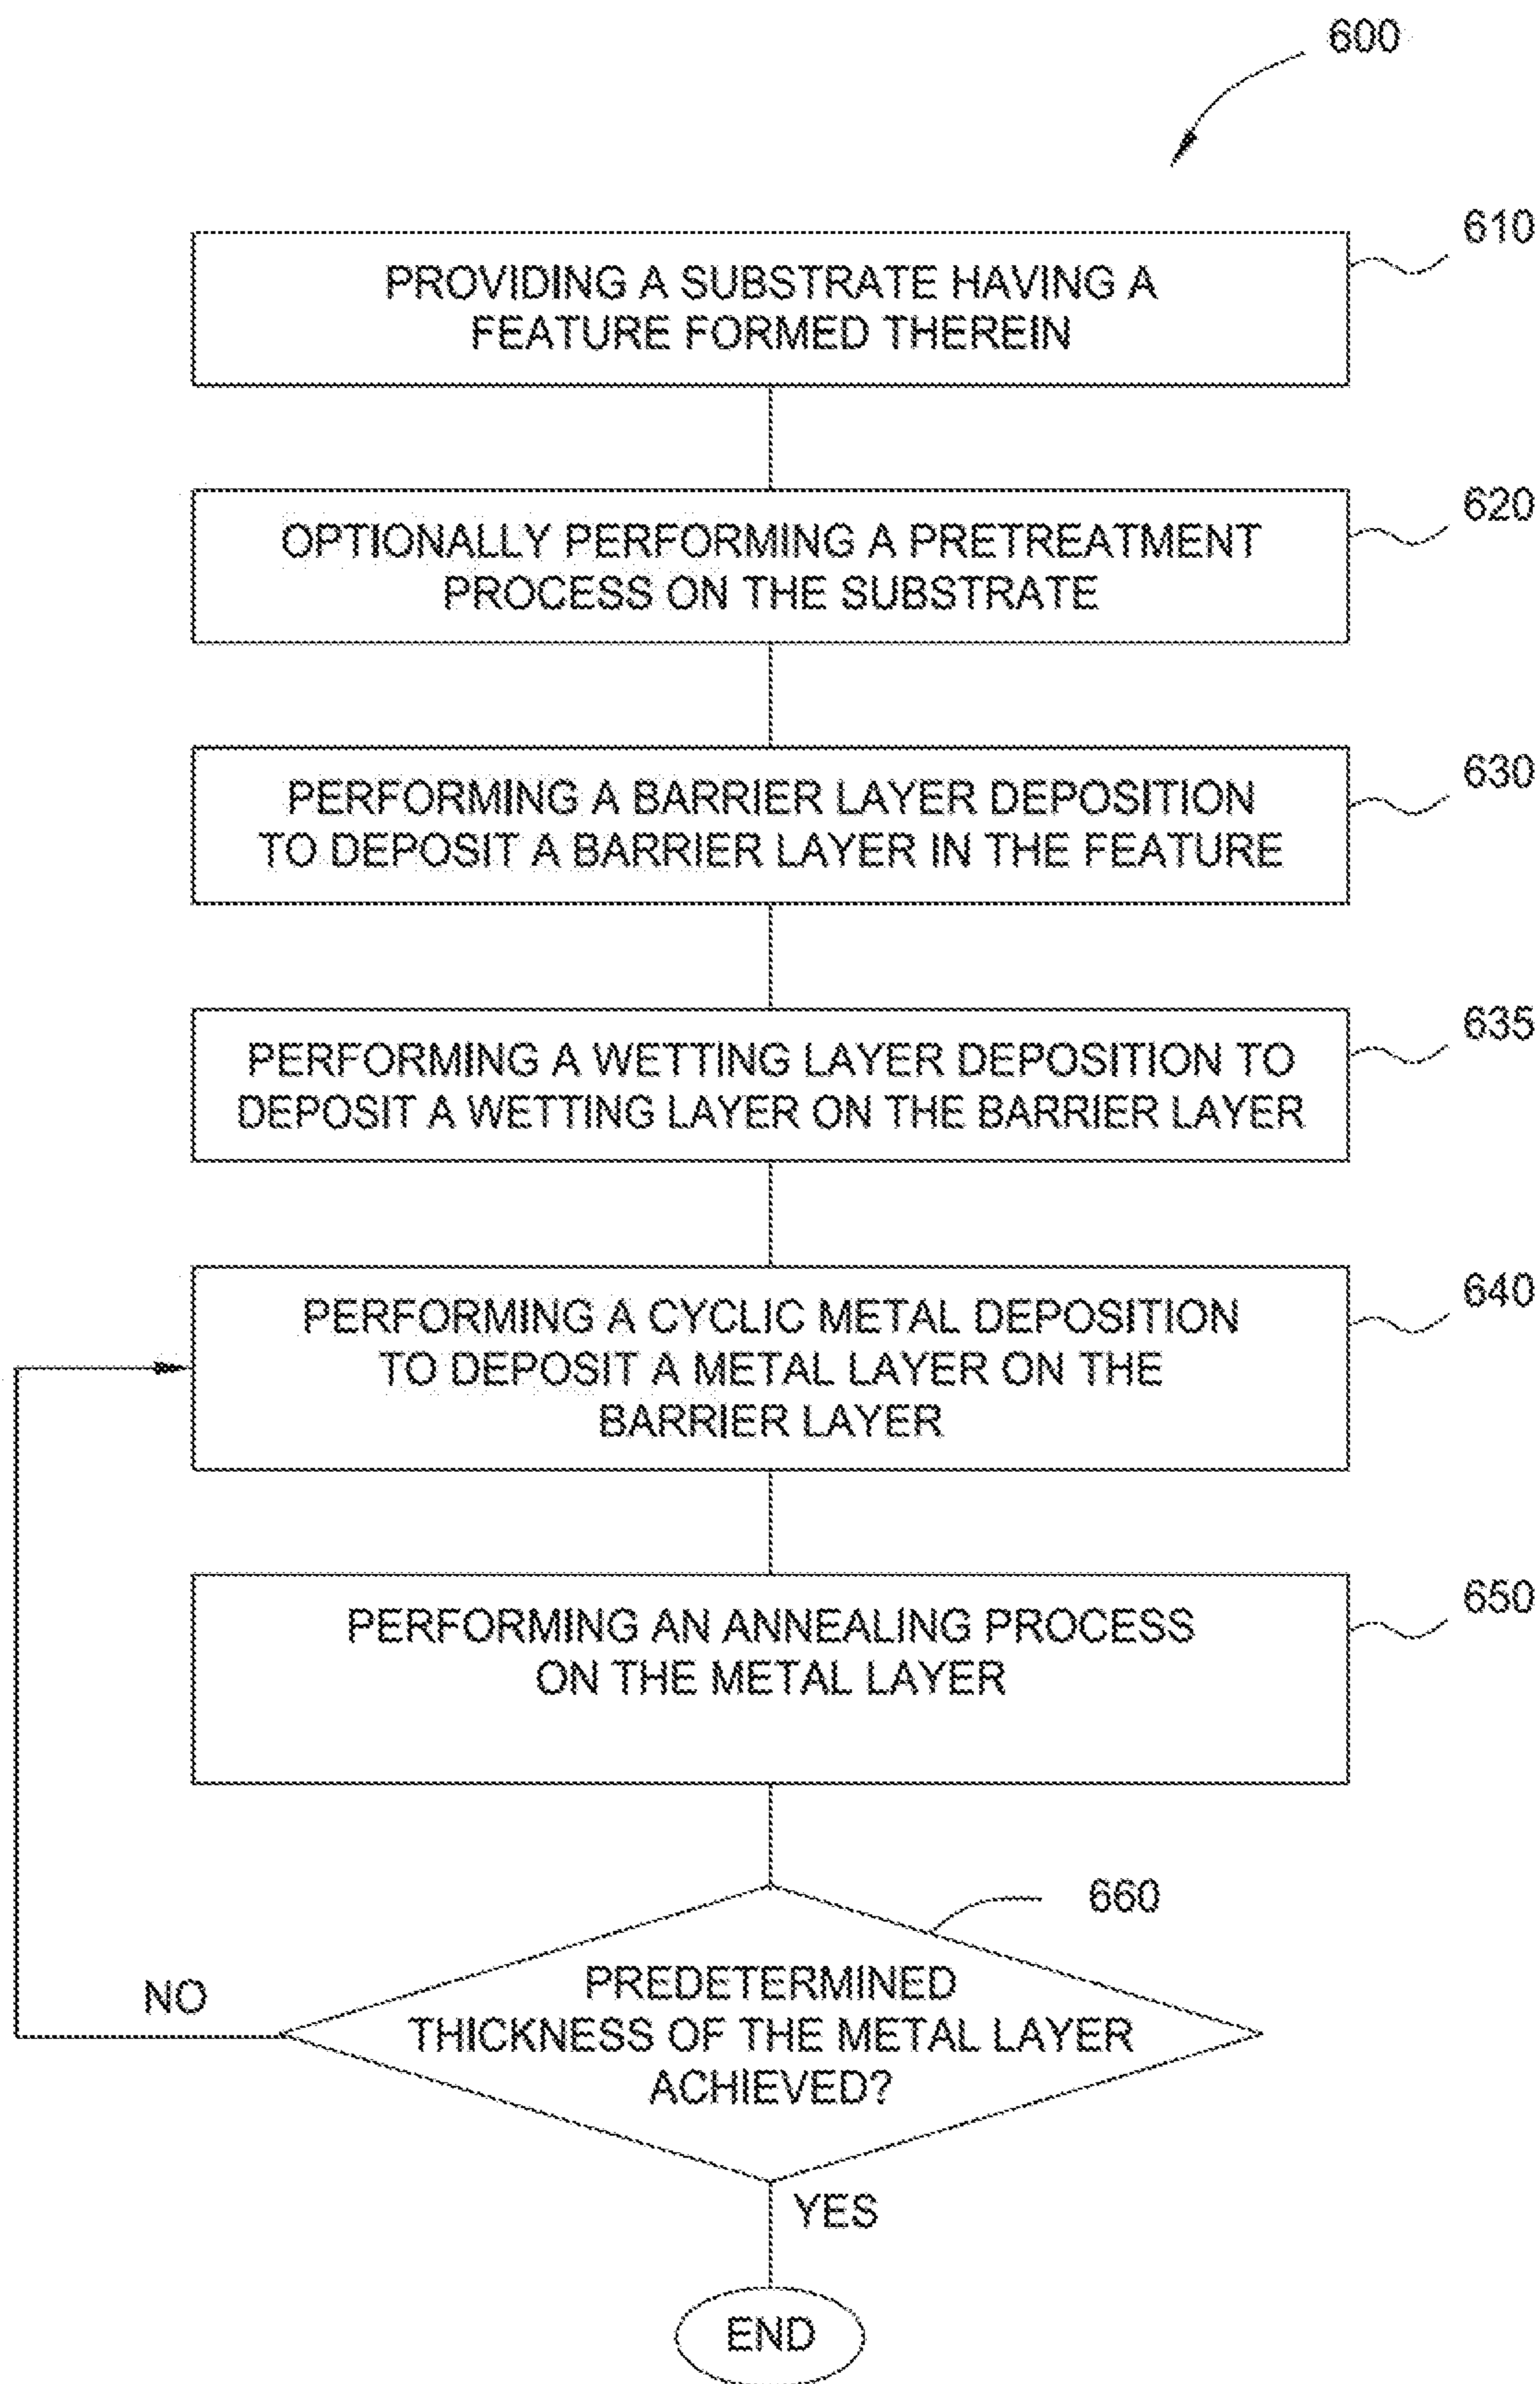 600
610
PROVIDING A SUBSTRATE HAVING A
FEATURE FORMED THEREIN
620
OPTIONALLY PERFORMING A PRETREATMENT
PROCESS ON THE SUBSTRATE
630
PERFORMING A BARRIER LAYER DEPOSITION
TO DEPOSIT A BARRIER LAYER IN THE FEATURE
635
PERFORMING A WETTING LAYER DEPOSITION TO
DEPOSIT A WETTING LAYER ON THE BARRIER LAYER
640
PERFORMING A CYCLIC METAL DEPOSITION
TO DEPOSIT A METAL LAYER ON THE
BARRIER LAYER
650
PERFORMING AN ANNEALING PROCESS
ON THE METAL LAYER
660
PREDETERMINED
THICKNESS OF THE METAL LAYER
ACHIEVED?
NO
YES
END